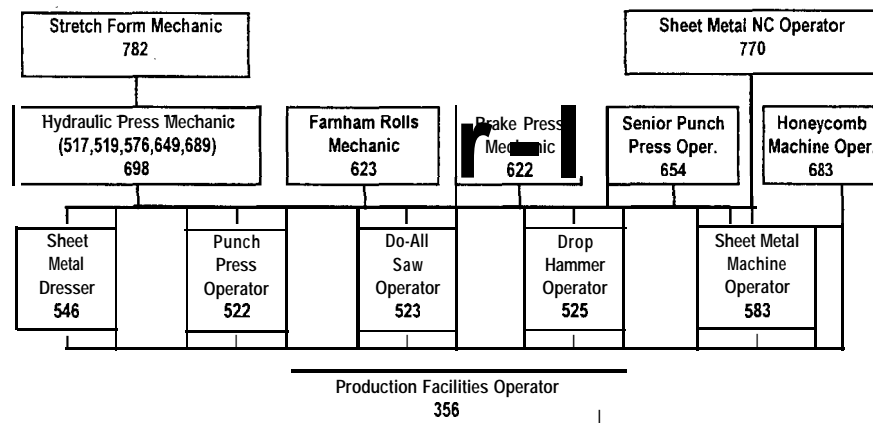 Stretch Form Mechanic
782
Sheet Metal NC Operator
770
Hydraulic Press Mechanic
(517,519,576,649,689)
698
Farnham Rolls
Mechanic
623
Brake Press
Mechanic
622
Senior Punch
Press Oper.
654
Honeycomb
Machine Oper.
683
Sheet
Metal
Dresser
546
Punch
Press
Operator
522
Do-All
Saw
Operator
523
Drop
Hammer
Operator
525
Sheet Metal
Machine
Operator
583
Production Facilities Operator
356